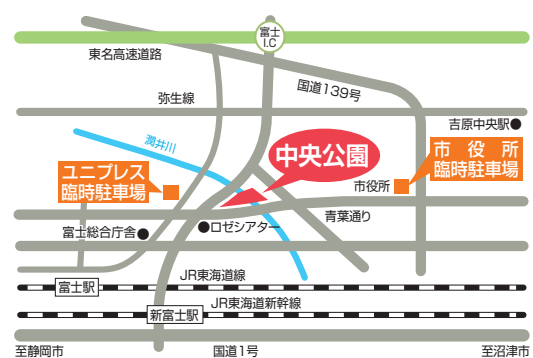 富士
I.C
東名高速道路
国道139号
弥生線
吉原中央駅
潤井川
中央公園
市役所
臨時駐車場
ユニプレス
臨時駐車場
市役所
青葉通り
富士総合庁舎
ロゼシアター
JR東海道線
富士駅
JR東海道新幹線
新富士駅
至静岡市
国道1号
至沼津市